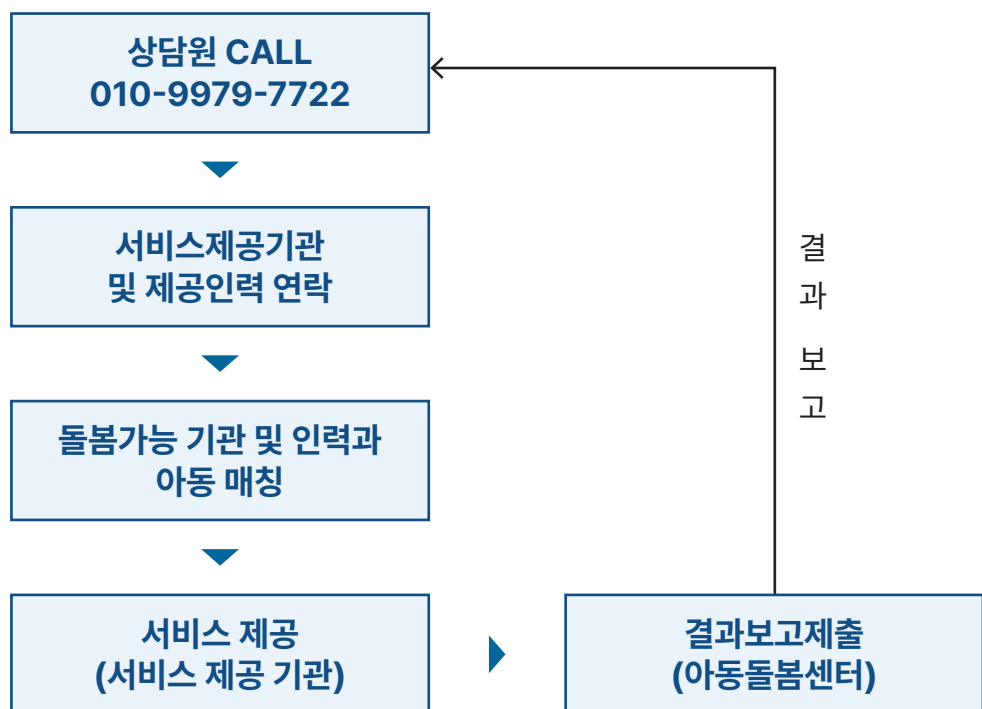 상담원 CALL
010-9979-7722
서비스제공기관
및 제공인력 연락
돌봄가능 기관 및 인력과
아동 매칭
서비스 제공
(서비스 제공 기관)
결과보고제출
(아동돌봄센터)
결
과
보
고